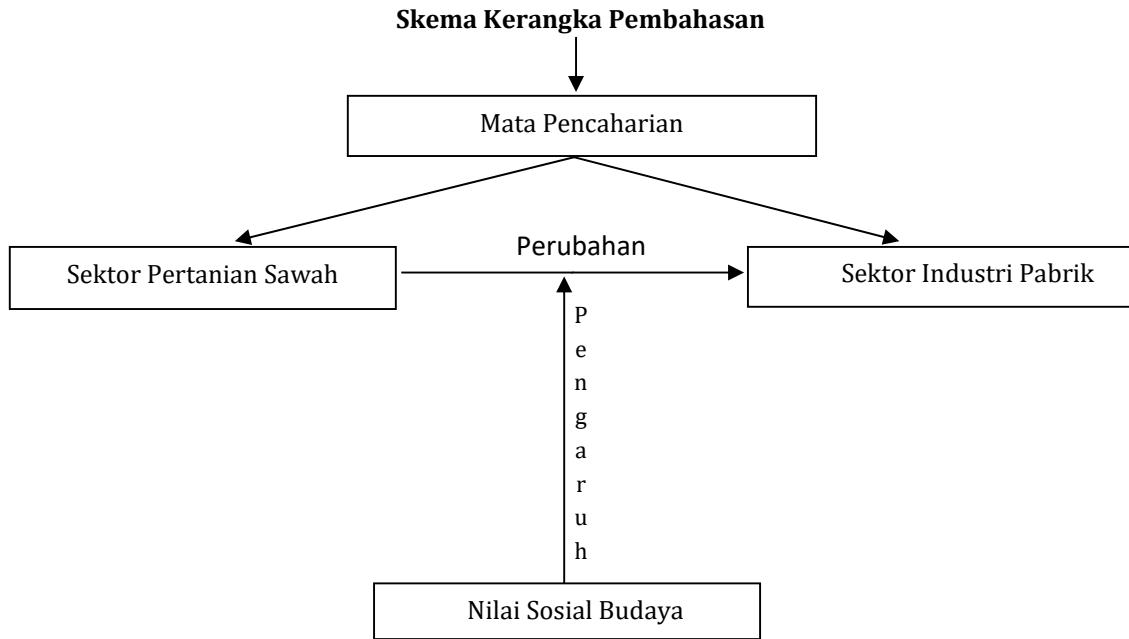 Skema Kerangka Pembahasan
Mata Pencaharian
Perubahan
Sektor Pertanian Sawah
Sektor Industri Pabrik
P
e
n
g
a
r
u
h
Nilai Sosial Budaya